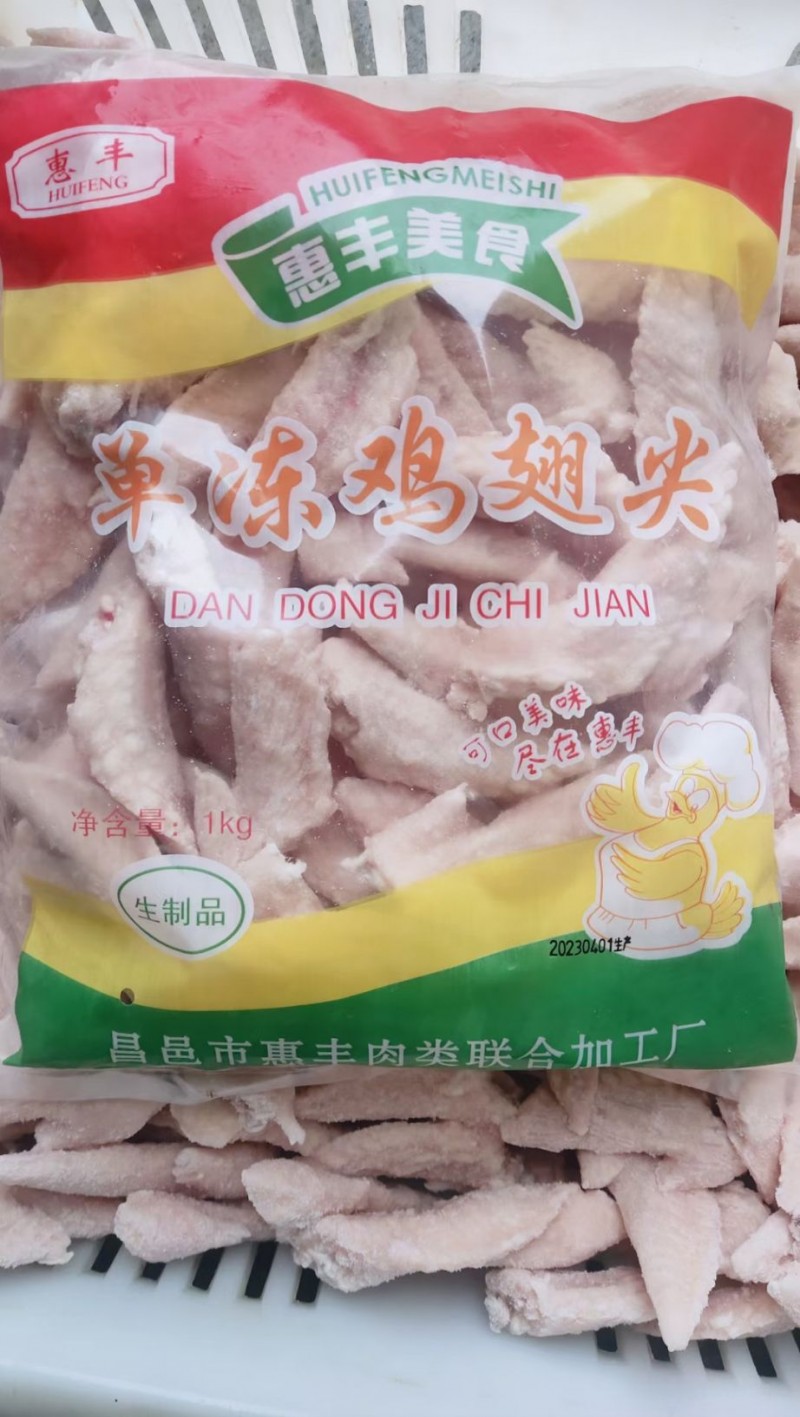 惠丰
HUIFENG
HUIFENGMEISHI
惠丰美食
单冻鸡翅尖
DAN DONG JI CHI JIAN
可口美味
尽在惠丰
净含量：1kg
生制品
20230401生产
昌邑市惠丰肉类联合加工厂